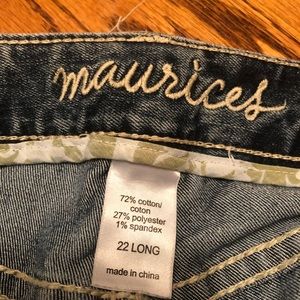 maurices
72% cotton/
coton
27% polyester
1% spandex
22 LONG
made in china